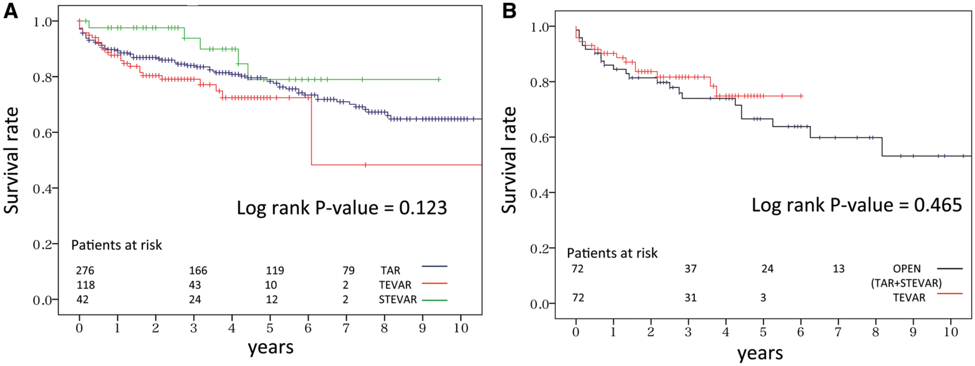 A
1.0
0.8
0.6
0.4
0.2
0.0
Survival rate
Log rank P-value = 0.123
Patients at risk
276 166 119 79 TAR
118 43 10 2 TEVAR
42 24 12 2 STEVAR
0 1 2 3 4 5 6 7 8 9 10
years
B
1.0
0.8
0.6
0.4
0.2
0.0
Survival rate
Log rank P-value = 0.465
Patients at risk
72 37 24 13 OPEN
(TAR+STEVAR)
72 31 3 TEVAR
0 1 2 3 4 5 6 7 8 9 10
years